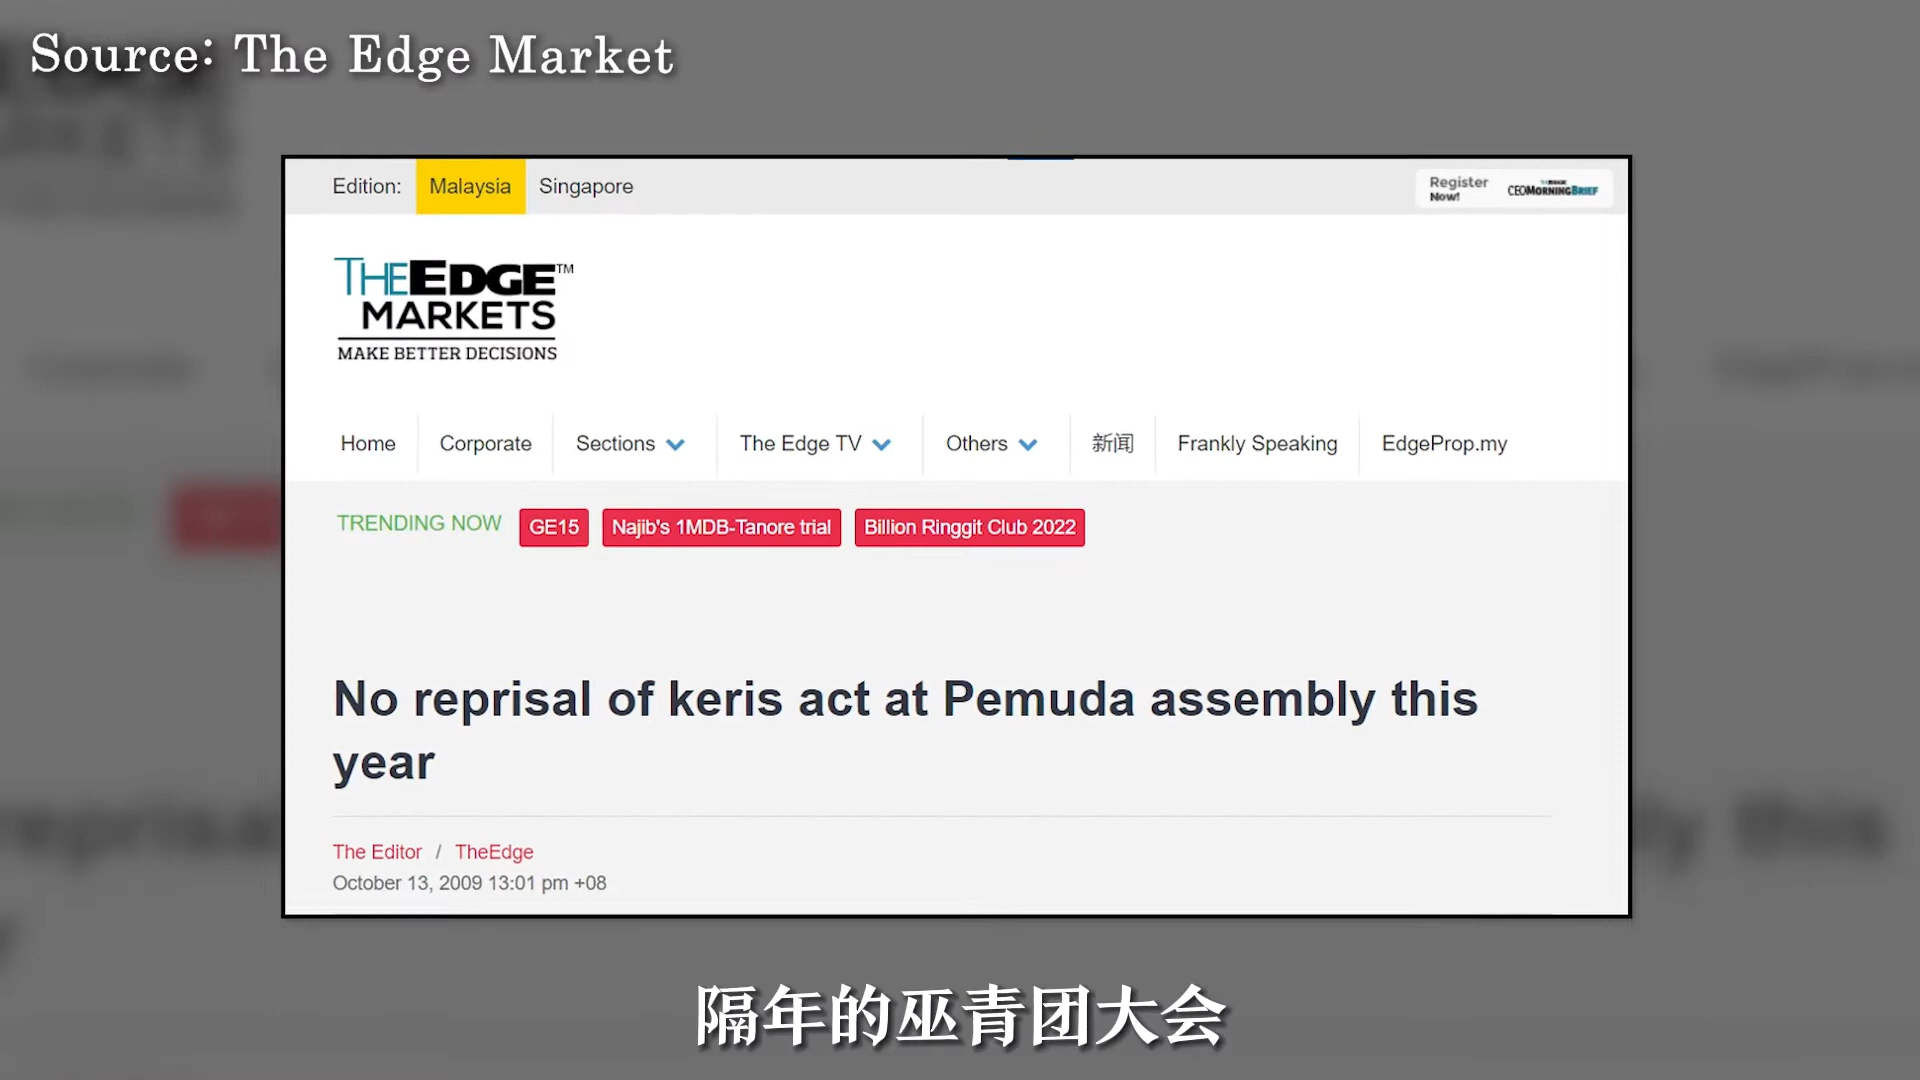 Source: The Edge Market
Edition: Malaysia Singapore
Register Now! THE EDGE CEOMORNINGBRIEF
THEEDGE™
MARKETS
MAKE BETTER DECISIONS
Home Corporate Sections The Edge TV Others 新闻 Frankly Speaking EdgeProp.my
TRENDING NOW GE15 Najib's 1MDB-Tanore trial Billion Ringgit Club 2022
No reprisal of keris act at Pemuda assembly this
year
The Editor / TheEdge
October 13, 2009 13:01 pm +08
隔年的巫青团大会